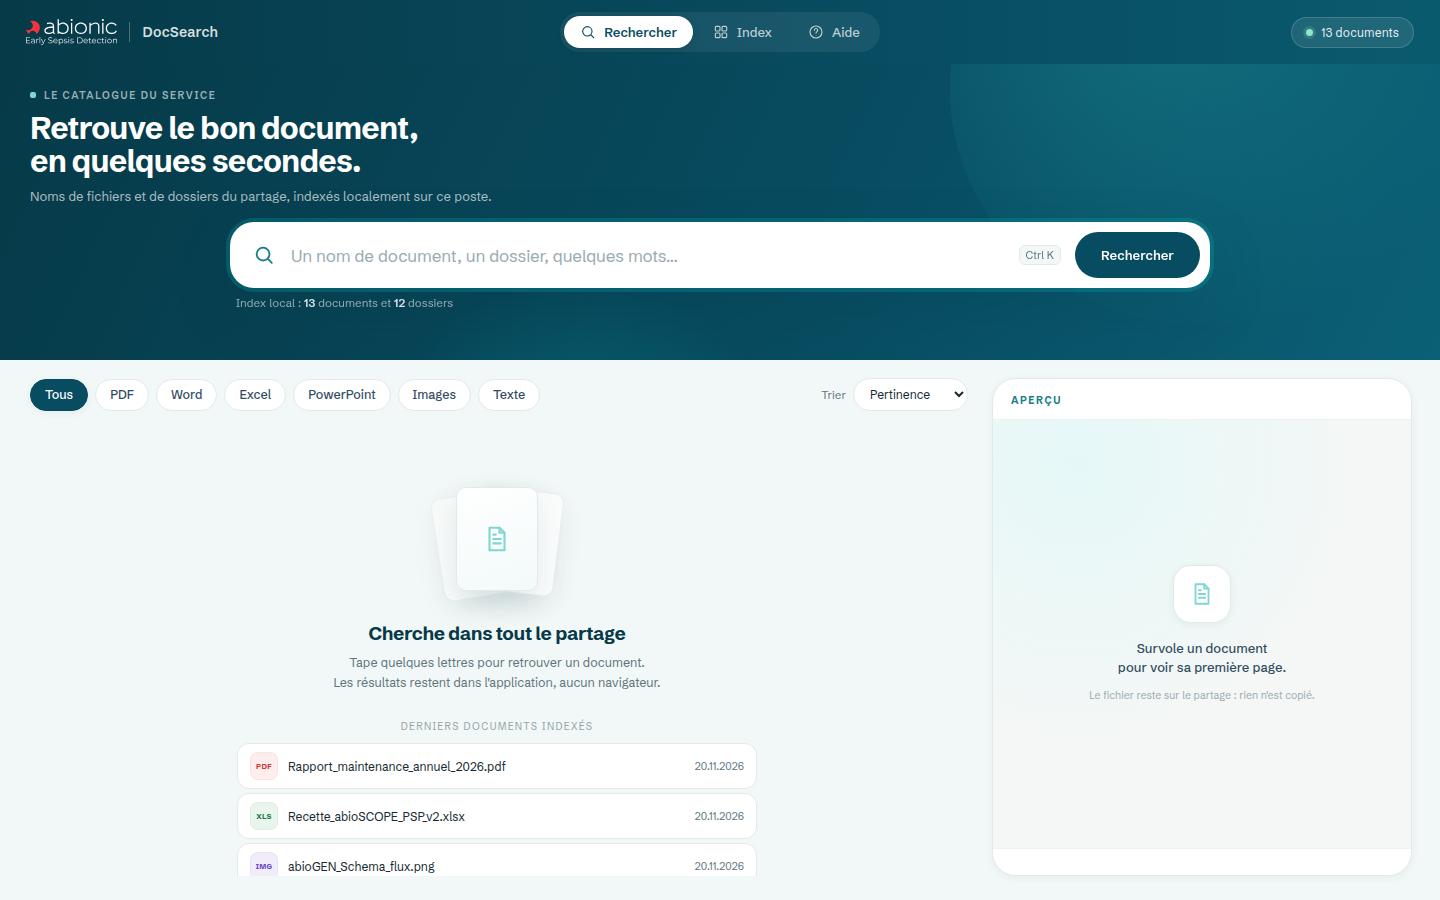 abionic
Early Sepsis Detection
DocSearch
Rechercher
Index
Aide
13 documents
LE CATALOGUE DU SERVICE
Retrouve le bon document,
en quelques secondes.
Noms de fichiers et de dossiers du partage, indexés localement sur ce poste.
Un nom de document, un dossier, quelques mots...
Ctrl K
Rechercher
Index local : 13 documents et 12 dossiers
Tous
PDF
Word
Excel
PowerPoint
Images
Texte
Trier
Pertinence
APERÇU
Cherche dans tout le partage
Tape quelques lettres pour retrouver un document.
Les résultats restent dans l'application, aucun navigateur.
DERNIERS DOCUMENTS INDEXÉS
PDF
Rapport_maintenance_annuel_2026.pdf
20.11.2026
XLS
Recette_abioSCOPE_PSP_v2.xlsx
20.11.2026
IMG
abioGEN_Schema_flux.png
20.11.2026
Survole un document
pour voir sa première page.
Le fichier reste sur le partage : rien n'est copié.